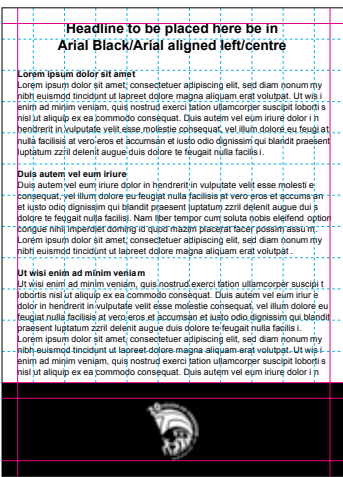 Headline to be placed here be in
Arial Black/Arial aligned left/centre
Lorem ipsum dolor sit amet
Lorem ipsum dolor sit amet, consectetuer adipiscing elit, sed diam nonum my
nibh euismod tincidunt ut laoreet dolore magna aliquam erat volutpat. Ut wis i
enim ad minim veniam, quis nostrud exerci tation ullamcorper suscipit loborti s
nisl ut aliquip ex ea commodo consequat. Duis autem vel eum iriure dolor i n
hendrerit in vulputate velit esse molestie consequat, vel illum dolore eu feugi at
nulla facilisis at vero eros et accumsan et iusto odio dignissim qui blandit praesent
luptatum zzril delenit augue duis dolore te feugait nulla facilis i.
Duis autem vel eum iriure
Duis autem vel eum iriure dolor in hendrerit in vulputate velit esse molesti e
consequat, vel illum dolore eu feugiat nulla facilisis at vero eros et accums an
et iusto odio dignissim qui blandit praesent luptatum zzril delenit augue dui s
dolore te feugait nulla facilisi. Nam liber tempor cum soluta nobis eleifend option
congue nihil imperdiet doming id quod mazim placerat facer possim assu m.
Lorem ipsum dolor sit amet, consectetuer adipiscing elit, sed diam nonum my
nibh euismod tincidunt ut laoreet dolore magna aliquam erat volutpat .
Ut wisi enim ad minim veniam
Ut wisi enim ad minim veniam, quis nostrud exerci tation ullamcorper suscipi t
lobortis nisl ut aliquip ex ea commodo consequat. Duis autem vel eum iriur e
dolor in hendrerit in vulputate velit esse molestie consequat, vel illum dolore eu
feugiat nulla facilisis at vero eros et accumsan et iusto odio dignissim qui blandit
praesent luptatum zzril delenit augue duis dolore te feugait nulla facilis i.
Lorem ipsum dolor sit amet, consectetuer adipiscing elit, sed diam nonum my
nibh euismod tincidunt ut laoreet dolore magna aliquam erat volutpat. Ut wis i
enim ad minim veniam, quis nostrud exerci tation ullamcorper suscipit loborti s
nisl ut aliquip ex ea commodo consequat. Duis autem vel eum iriure dolor i n